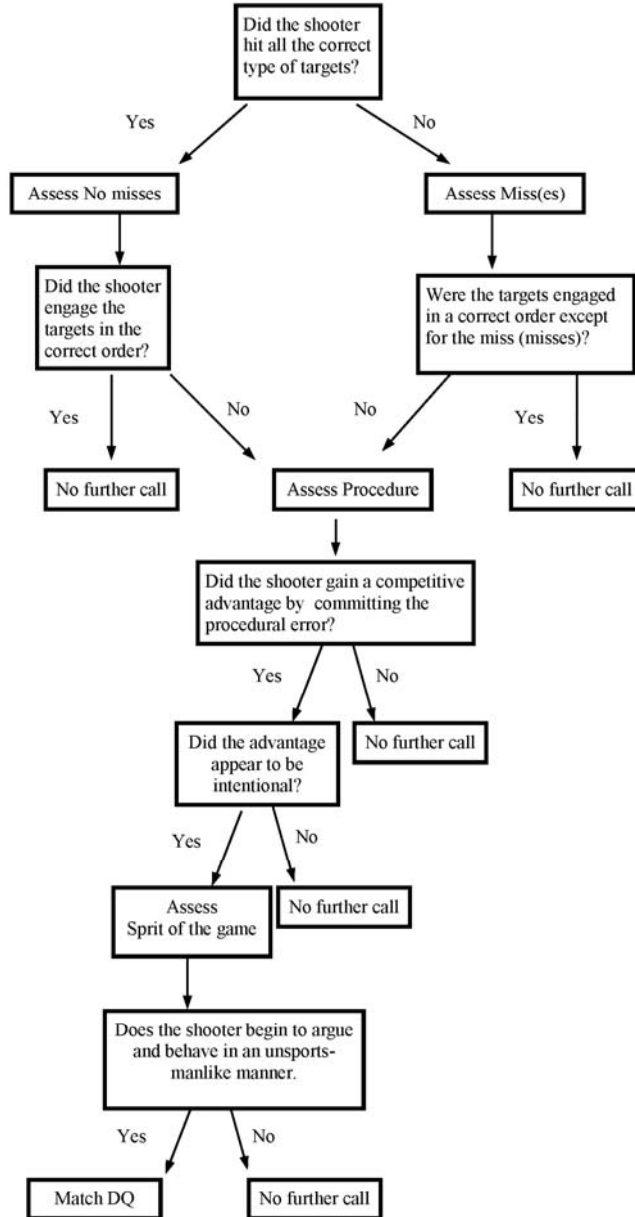 Did the shooter
hit all the correct
type of targets?
Yes
No
Assess No misses
Assess Miss(es)
Did the shooter
engage the
targets in the
correct order?
Were the targets engaged
in a correct order except
for the miss (misses)?
Yes
No
No
Yes
No further call
Assess Procedure
No further call
Did the shooter gain a competitive
advantage by committing the
procedural error?
Yes
No
Did the advantage
appear to be
intentional?
No further call
Yes
No
Assess
Sprit of the game
No further call
Does the shooter begin to argue
and behave in an unsports-
manlike manner.
Yes
No
Match DQ
No further call